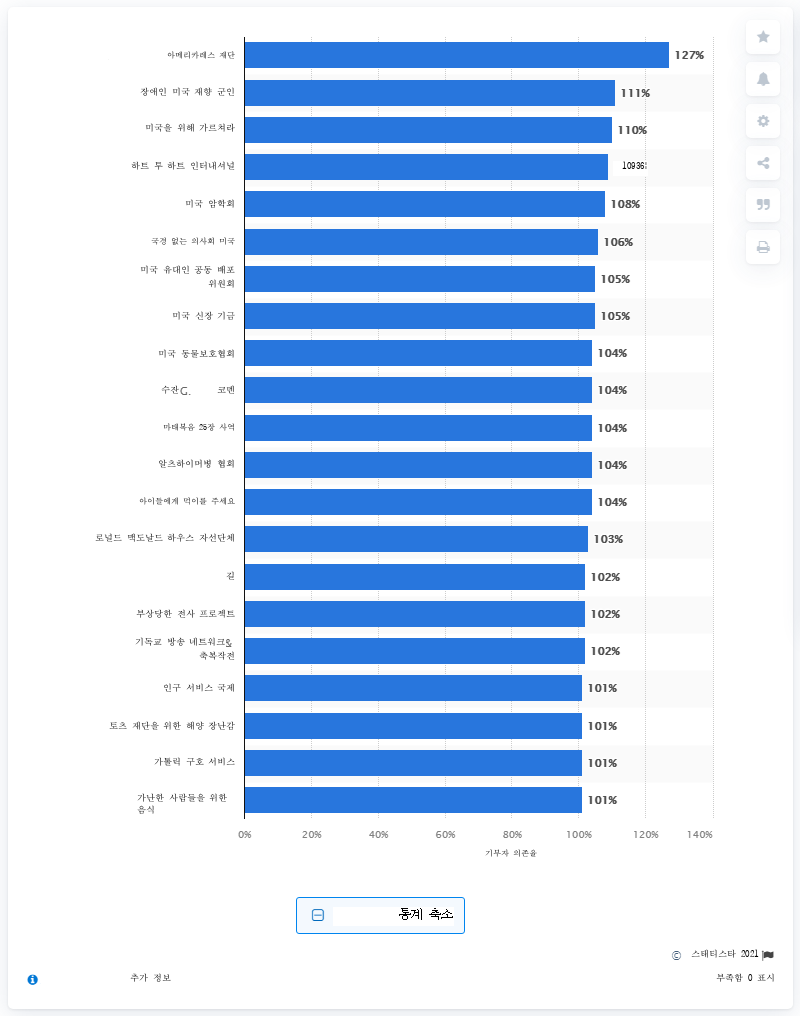 아메리카레스 재단
127%
장애인 미국 재향 군인
111%
미국을 위해 가르쳐라
110%
하트 투 하트 인터내셔널
미국 암학회
108%
국경 없는 의사회 미국
106%
미국 유대인 공동 배포
위원회
105%
미국 신장 기금
105%
미국 동물보호협회
104%
수잔G. 코멘
104%
마태복음 25장 사역
104%
알츠하이머병 협회
104%
아이들에게 먹이를 주세요
104%
로널드 맥도날드 하우스 자선단체
103%
길
102%
부상당한 전사 프로젝트
102%
기독교 방송 네트워크&
축복작전
102%
인구 서비스 국제
101%
토츠 재단을 위한 해양 장난감
101%
가톨릭 구호 서비스
101%
가난한 사람들을 위한
음식
101%
0% 20% 40% 60% 80% 100% 120% 140%
기부자 의존율
통계 축소
© 스태티스타 2021
추가 정보
부족함 0 표시